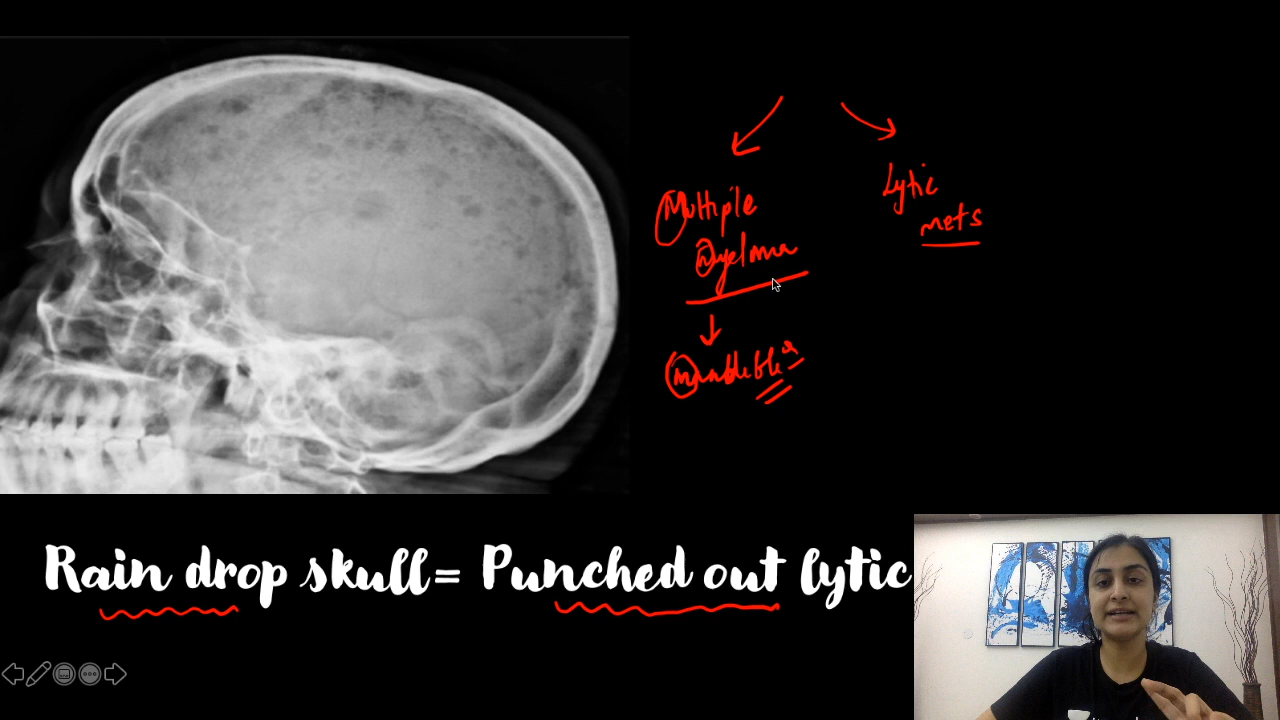 Multiple
Myeloma
mandible
Lytic
mets
Rain drop skull= Punched out lytic